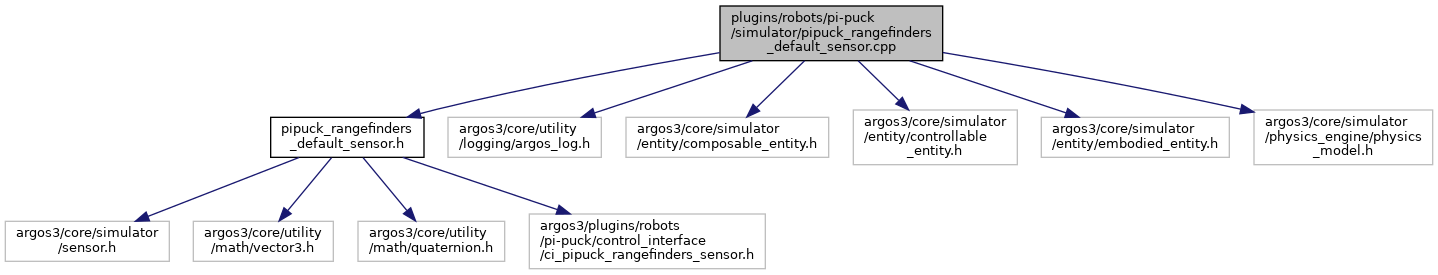 plugins/robots/pi-puck
/simulator/pipuck_rangefinders
_default_sensor.cpp
pipuck_rangefinders
_default_sensor.h
argos3/core/utility
/logging/argos_log.h
argos3/core/simulator
/entity/composable_entity.h
argos3/core/simulator
/entity/controllable
_entity.h
argos3/core/simulator
/entity/embodied_entity.h
argos3/core/simulator
/physics_engine/physics
_model.h
argos3/core/simulator
/sensor.h
argos3/core/utility
/math/vector3.h
argos3/core/utility
/math/quaternion.h
argos3/plugins/robots
/pi-puck/control_interface
/ci_pipuck_rangefinders_sensor.h